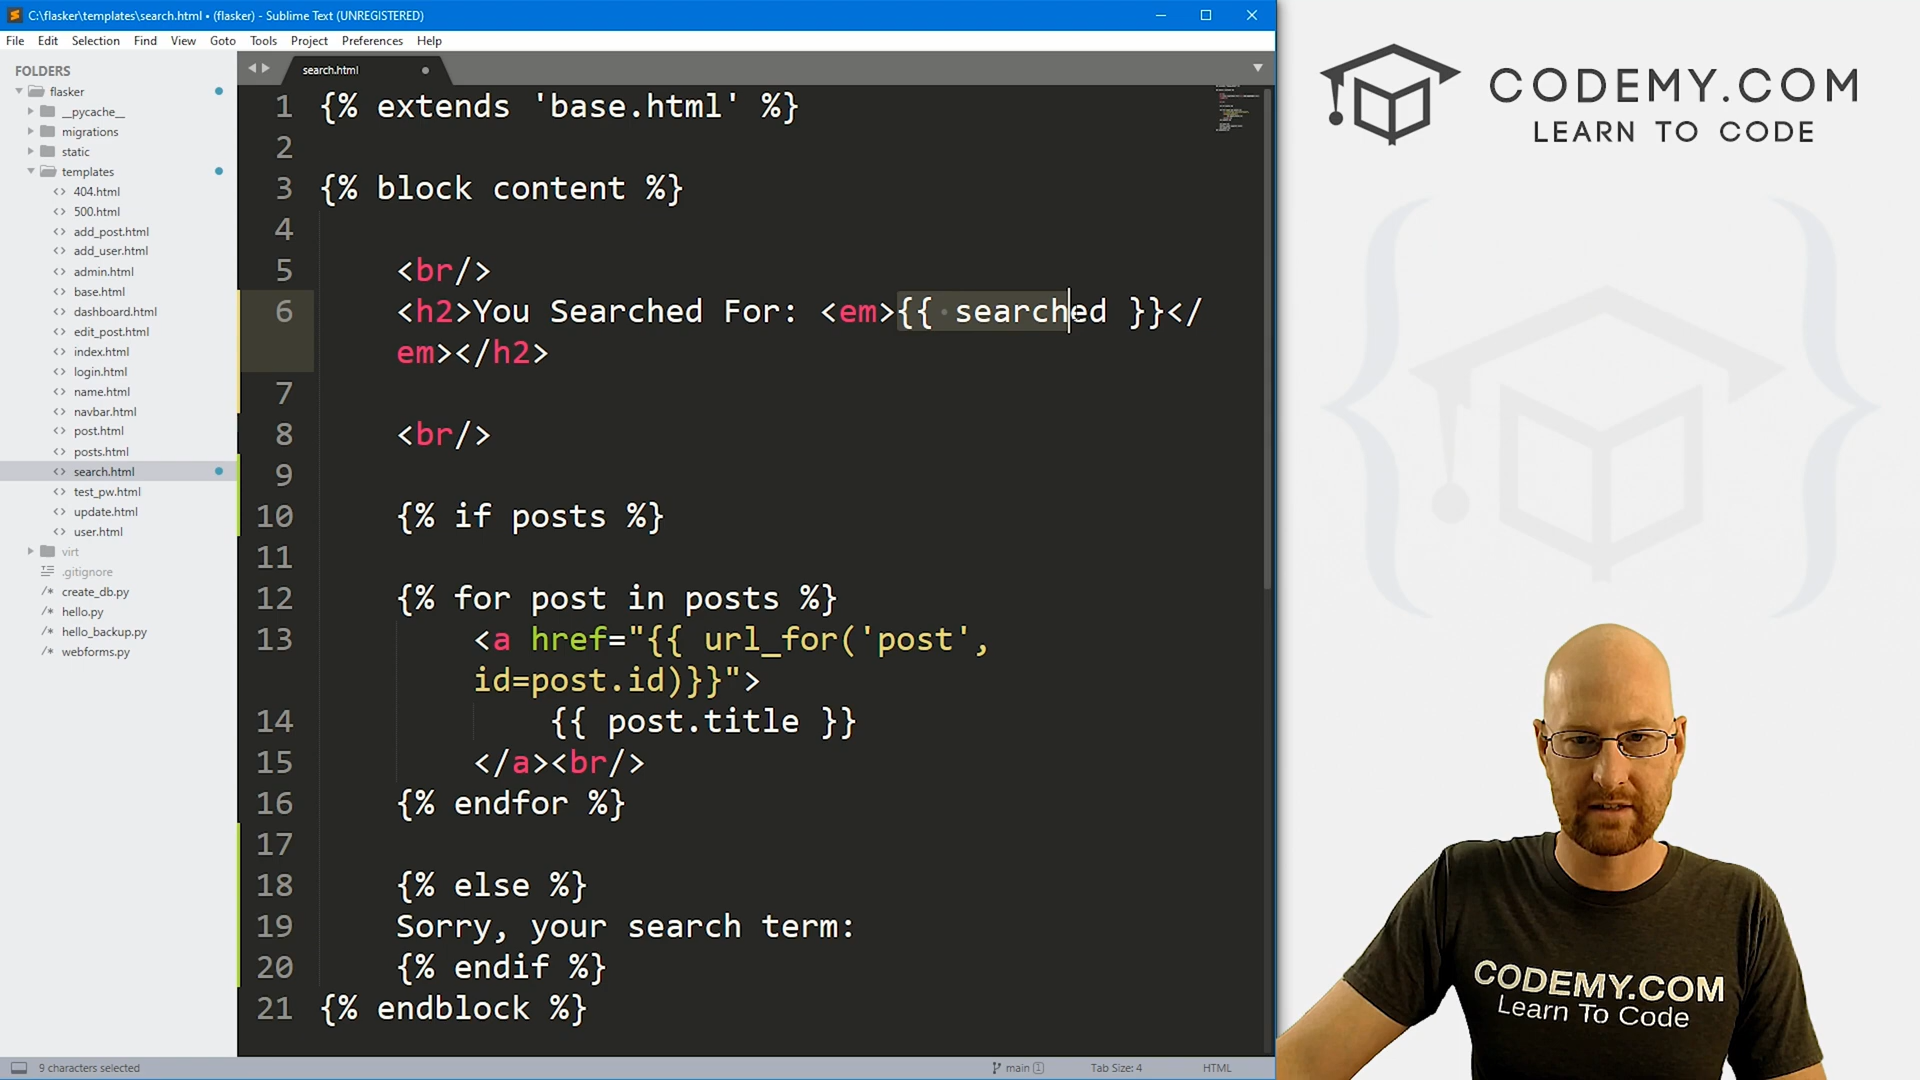 C:\flasker\templates\search.html • (flasker) - Sublime Text (UNREGISTERED)
File Edit Selection Find View Goto Tools Project Preferences Help
FOLDERS
flasker
__pycache__
migrations
static
templates
404.html
500.html
add_post.html
add_user.html
admin.html
base.html
dashboard.html
edit_post.html
index.html
login.html
name.html
navbar.html
post.html
posts.html
search.html
test_pw.html
update.html
user.html
virt
.gitignore
create_db.py
hello.py
hello_backup.py
webforms.py
search.html
1 {% extends 'base.html' %}
2
3 {% block content %}
4
5 <br/>
6 <h2>You Searched For: <em>{{ searched }}</
em></h2>
7
8 <br/>
9
10 {% if posts %}
11
12 {% for post in posts %}
13 <a href="{{ url_for('post',
id=post.id)}}">
14 {{ post.title }}
15 </a><br/>
16 {% endfor %}
17
18 {% else %}
19 Sorry, your search term:
20 {% endif %}
21 {% endblock %}
9 characters selected
main 1
Tab Size: 4
HTML
CODEMY.COM
LEARN TO CODE
CODEMY.COM
Learn To Code